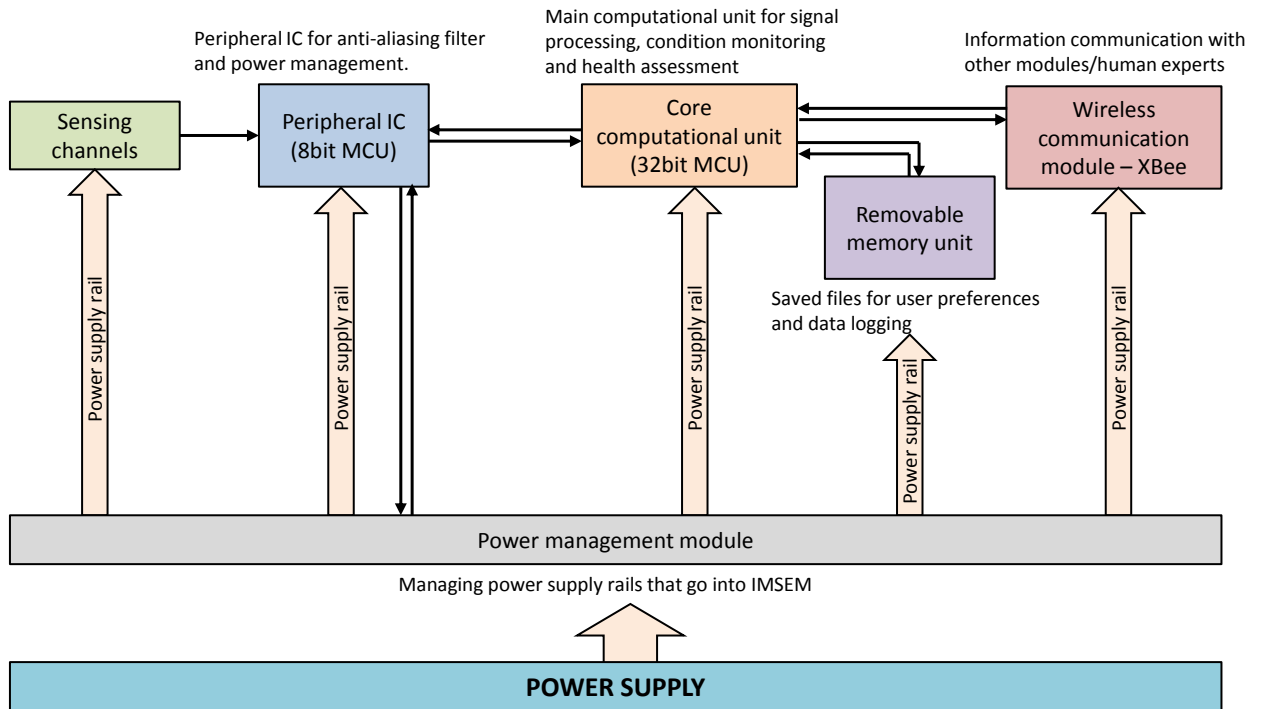 Peripheral IC for anti-aliasing filter
and power management.
Main computational unit for signal
processing, condition monitoring
and health assessment
Information communication with
other modules/human experts
Sensing
channels
Peripheral IC
(8bit MCU)
Core
computational unit
(32bit MCU)
Wireless
communication
module – XBee
Removable
memory unit
Saved files for user preferences
and data logging
Power supply rail
Power supply rail
Power supply rail
Power supply rail
Power supply rail
Power management module
Managing power supply rails that go into IMSEM
POWER SUPPLY